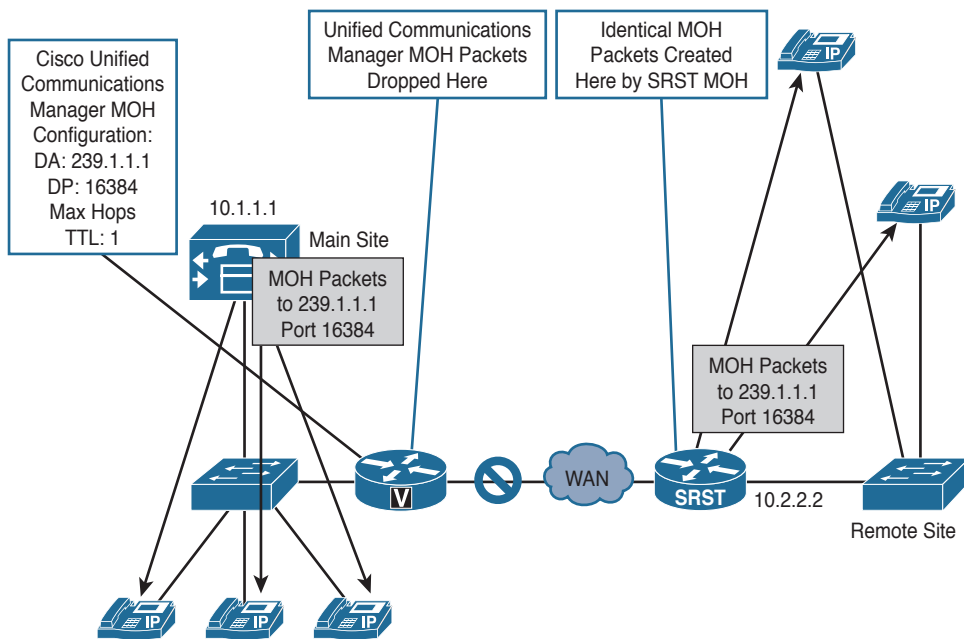 Cisco Unified
Communications
Manager MOH
Configuration:
DA: 239.1.1.1
DP: 16384
Max Hops
TTL: 1
Unified Communications
Manager MOH Packets
Dropped Here
Identical MOH
Packets Created
Here by SRST MOH
IP
IP
10.1.1.1
Main Site
MOH Packets
to 239.1.1.1
Port 16384
MOH Packets
to 239.1.1.1
Port 16384
V
WAN
SRST
10.2.2.2
Remote Site
IP
IP
IP